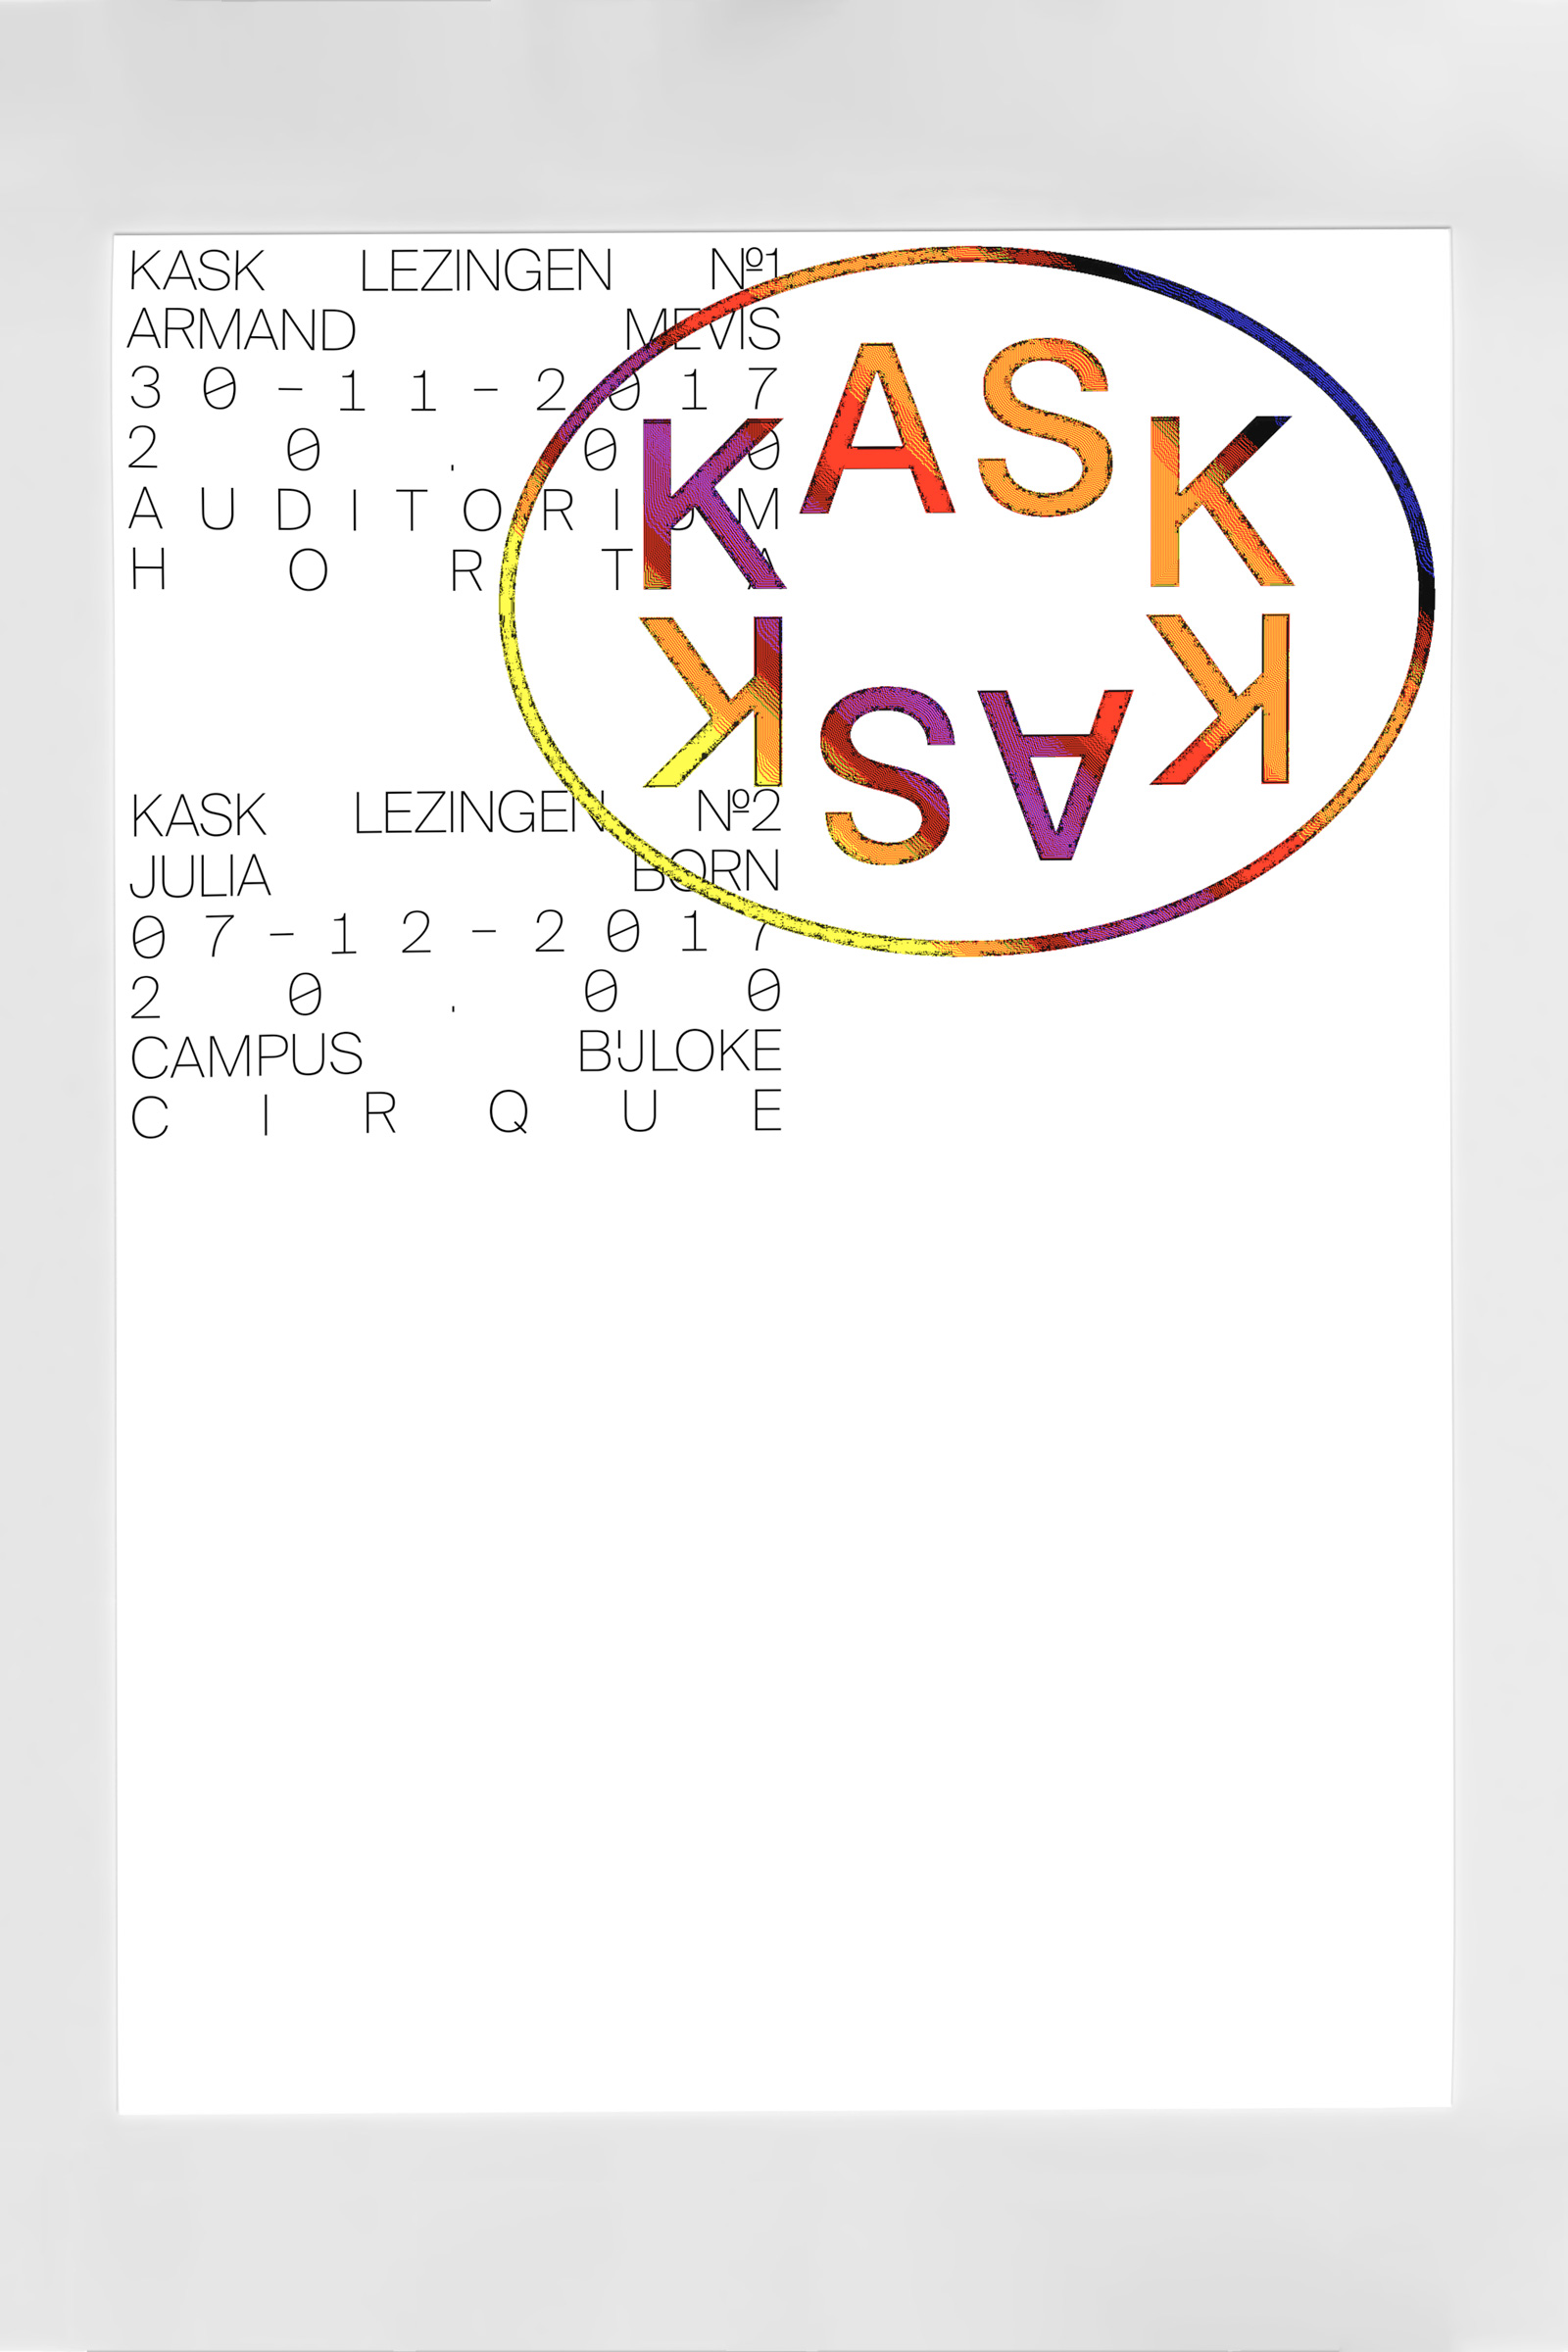 KASK LEZINGEN Nº1
ARMAND MEVIS
30-11-2017
20.00
AUDITORIUM
HORTA
KASK
KASK
KASK LEZINGEN Nº2
JULIA BORN
07-12-2017
20.00
CAMPUS BIJLOKE
CIRQUE